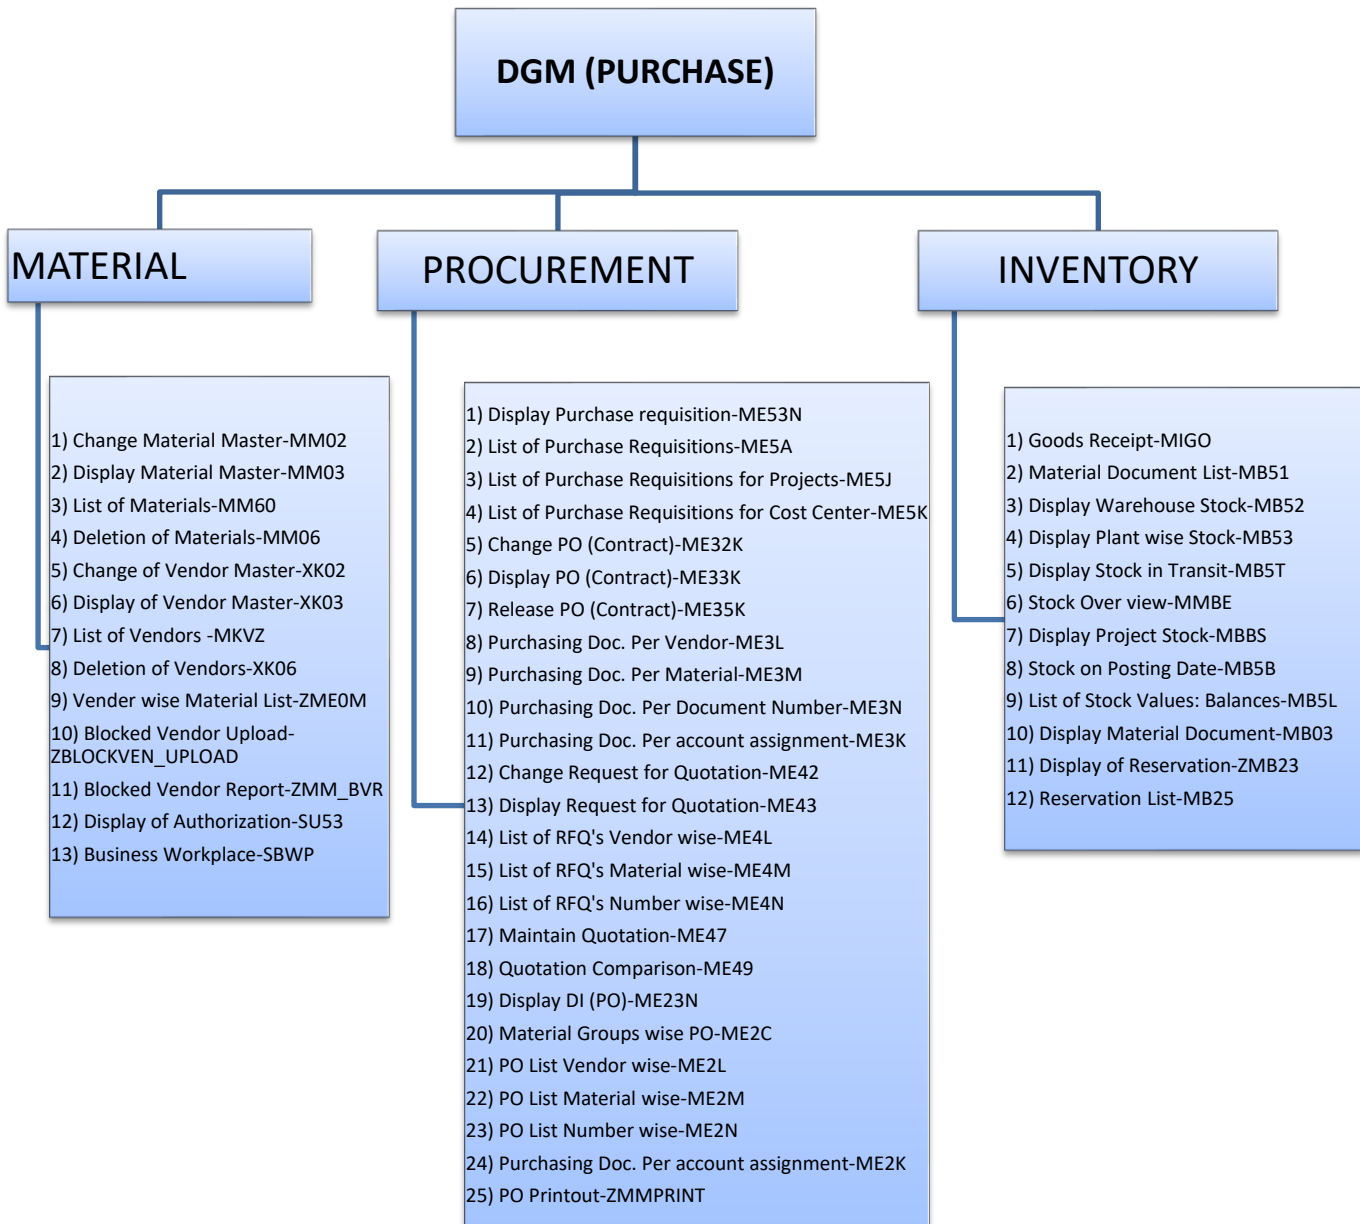 DGM (PURCHASE)
MATERIAL
1) Change Material Master-MM02
2) Display Material Master-MM03
3) List of Materials-MM60
4) Deletion of Materials-MM06
5) Change of Vendor Master-XK02
6) Display of Vendor Master-XK03
7) List of Vendors -MKVZ
8) Deletion of Vendors-XK06
9) Vender wise Material List-ZME0M
10) Blocked Vendor Upload-
ZBLOCKVEN_UPLOAD
11) Blocked Vendor Report-ZMM_BVR
12) Display of Authorization-SU53
13) Business Workplace-SBWP
PROCUREMENT
1) Display Purchase requisition-ME53N
2) List of Purchase Requisitions-ME5A
3) List of Purchase Requisitions for Projects-ME5J
4) List of Purchase Requisitions for Cost Center-ME5K
5) Change PO (Contract)-ME32K
6) Display PO (Contract)-ME33K
7) Release PO (Contract)-ME35K
8) Purchasing Doc. Per Vendor-ME3L
9) Purchasing Doc. Per Material-ME3M
10) Purchasing Doc. Per Document Number-ME3N
11) Purchasing Doc. Per account assignment-ME3K
12) Change Request for Quotation-ME42
13) Display Request for Quotation-ME43
14) List of RFQ's Vendor wise-ME4L
15) List of RFQ's Material wise-ME4M
16) List of RFQ's Number wise-ME4N
17) Maintain Quotation-ME47
18) Quotation Comparison-ME49
19) Display DI (PO)-ME23N
20) Material Groups wise PO-ME2C
21) PO List Vendor wise-ME2L
22) PO List Material wise-ME2M
23) PO List Number wise-ME2N
24) Purchasing Doc. Per account assignment-ME2K
25) PO Printout-ZMMPRINT
INVENTORY
1) Goods Receipt-MIGO
2) Material Document List-MB51
3) Display Warehouse Stock-MB52
4) Display Plant wise Stock-MB53
5) Display Stock in Transit-MB5T
6) Stock Over view-MMBE
7) Display Project Stock-MBBS
8) Stock on Posting Date-MB5B
9) List of Stock Values: Balances-MB5L
10) Display Material Document-MB03
11) Display of Reservation-ZMB23
12) Reservation List-MB25